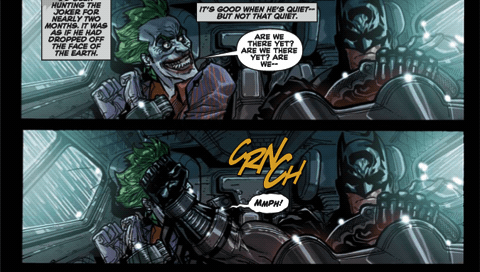 HUNTING THE
JOKER FOR
NEARLY TWO
MONTHS. IT WAS
AS IF HE HAD
DROPPED OFF
THE FACE OF
THE EARTH.
IT'S GOOD WHEN HE'S QUIET--
BUT NOT THAT QUIET.
ARE WE
THERE YET?
ARE WE THERE
YET? ARE
WE--
CRNCH
MMPH!